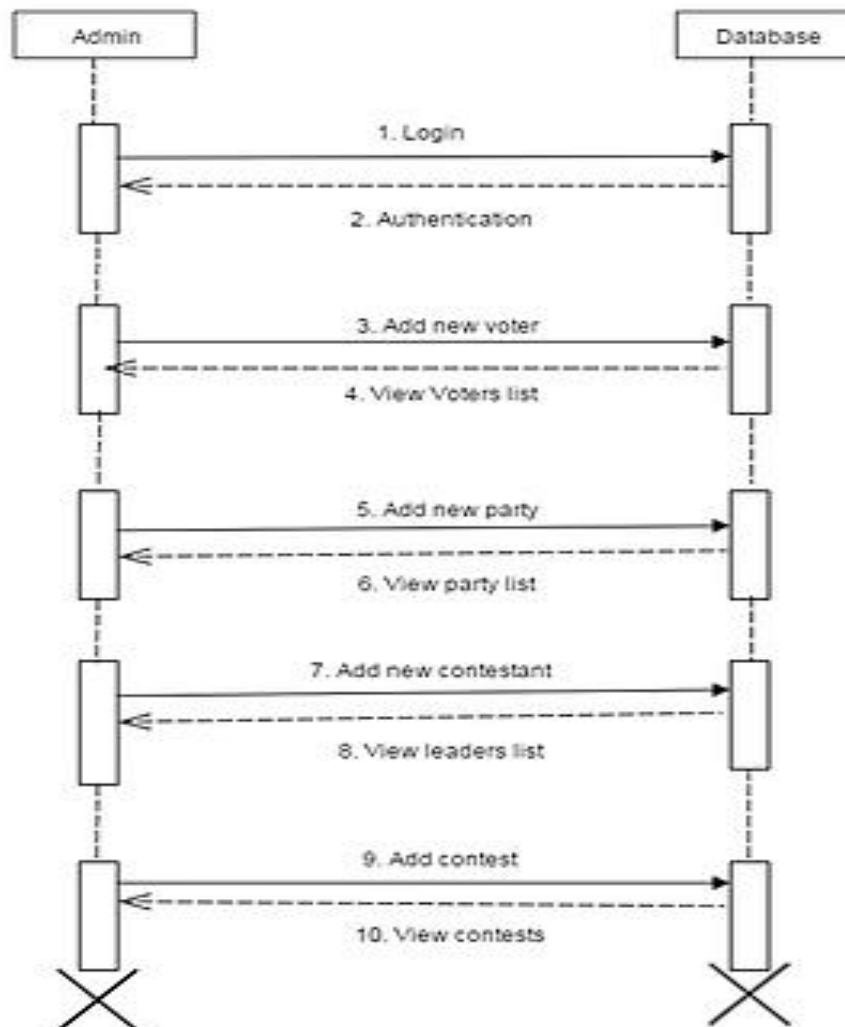 Admin
Database
1. Login
2. Authentication
3. Add new voter
4. View Voters list
5. Add new party
6. View party list
7. Add new contestant
8. View leaders list
9. Add contest
10. View contests